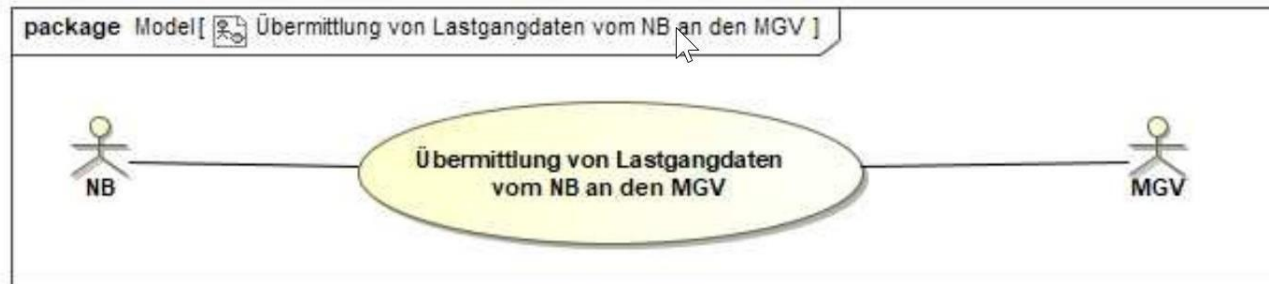 package Model[ Übermittlung von Lastgangdaten vom NB an den MGV ]
Übermittlung von Lastgangdaten
vom NB an den MGV
NB
MGV